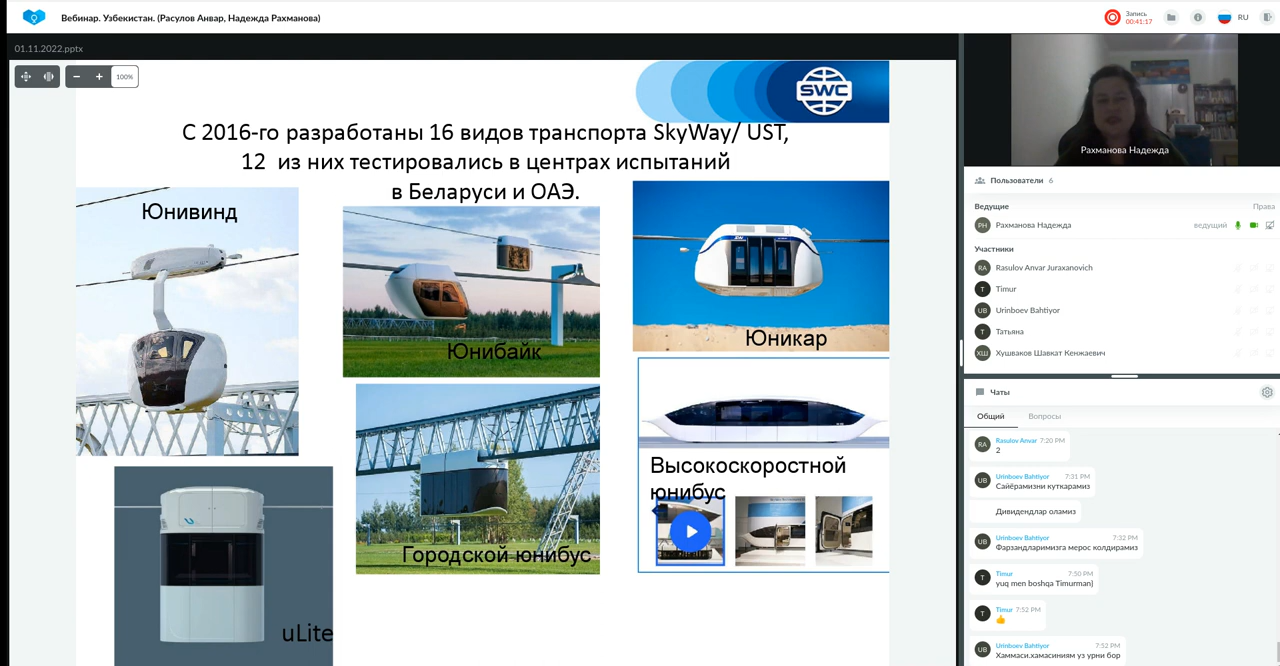 Вебинар. Узбекистан. (Расулов Анвар, Надежда Рахманова)
Запись
00:41:17
RU
01.11.2022.pptx
100%
SWC
С 2016-го разработаны 16 видов транспорта SkyWay/ UST,
12 из них тестировались в центрах испытаний
в Беларуси и ОАЭ.
Юнивинд
Юнибайк
Юникар
Городской юнибус
Высокоскоростной
юнибус
uLite
Рахманова Надежда
Пользователи 6
Ведущие Права
РН Рахманова Надежда ведущий
Участники
RA Rasulov Anvar Juraxanovich
T Timur
UB Urinboev Bahtiyor
Т Татьяна
ХШ Хушваков Шавкат Кенжаевич
Чаты
Общий Вопросы
RA Rasulov Anvar 7:20 PM
2
UB Urinboev Bahtiyor 7:31 PM
Сайёрамизни куткарамиз
Дивидендлар оламиз
UB Urinboev Bahtiyor 7:32 PM
Фарзандларимизга мерос колдирамиз
T Timur 7:50 PM
yuq men boshqa Timurman)
T Timur 7:52 PM
👍
UB Urinboev Bahtiyor 7:52 PM
Хаммаси.хамасиниям уз урни бор